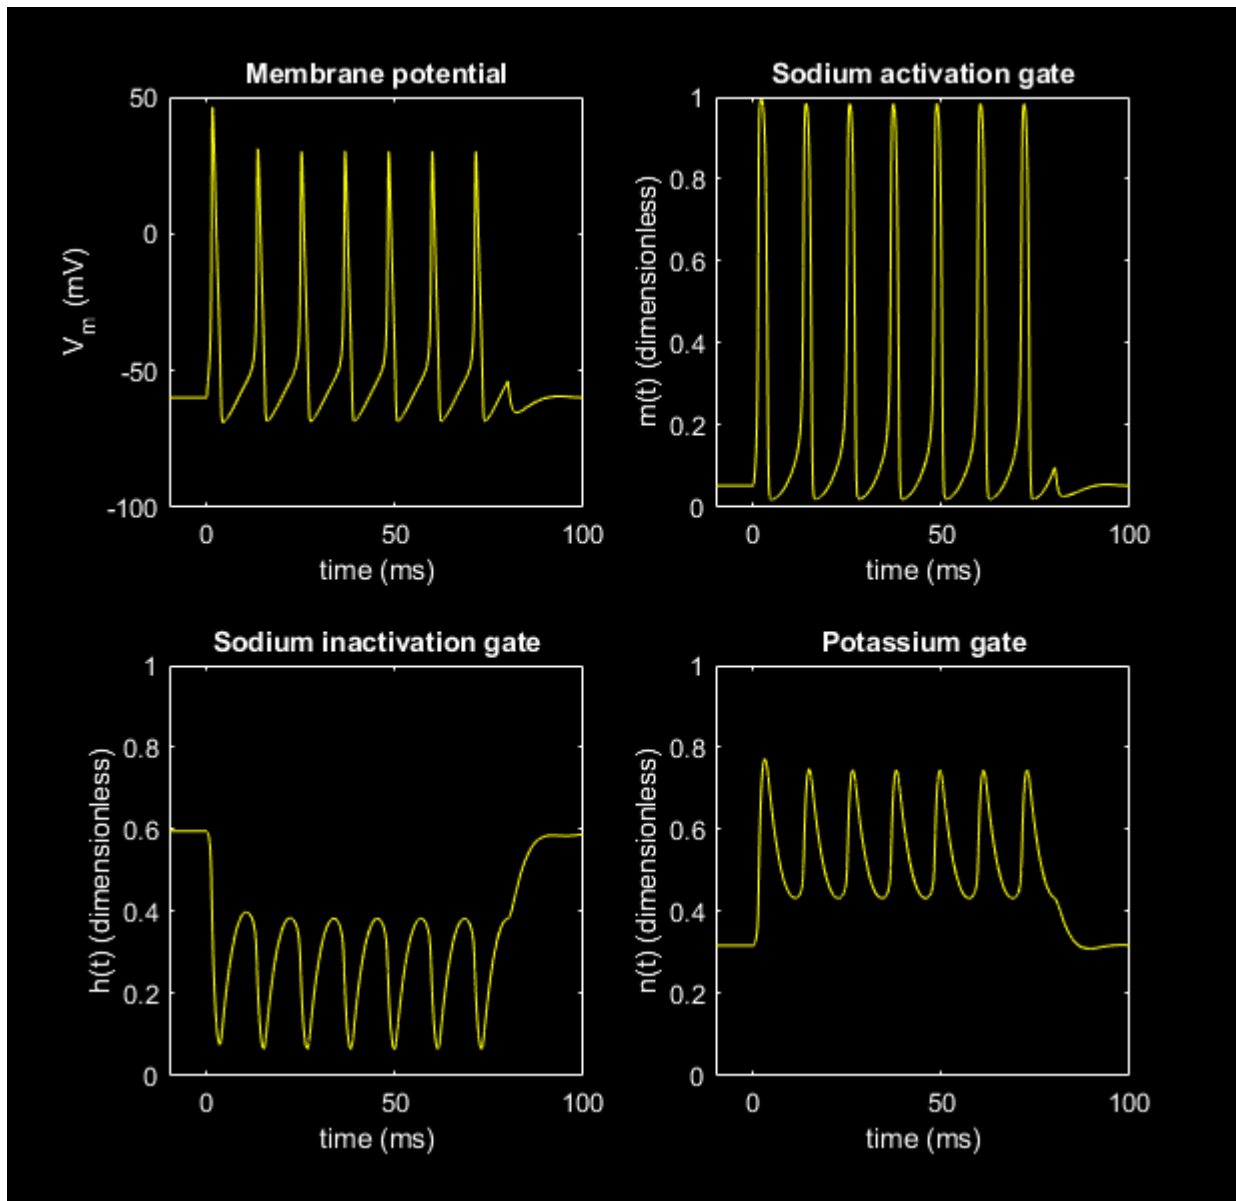 Membrane potential
50
0
-50
-100
V_m (mV)
0 50 100
time (ms)
Sodium activation gate
1
0.8
0.6
0.4
0.2
0
m(t) (dimensionless)
0 50 100
time (ms)
Sodium inactivation gate
1
0.8
0.6
0.4
0.2
0
h(t) (dimensionless)
0 50 100
time (ms)
Potassium gate
1
0.8
0.6
0.4
0.2
0
n(t) (dimensionless)
0 50 100
time (ms)